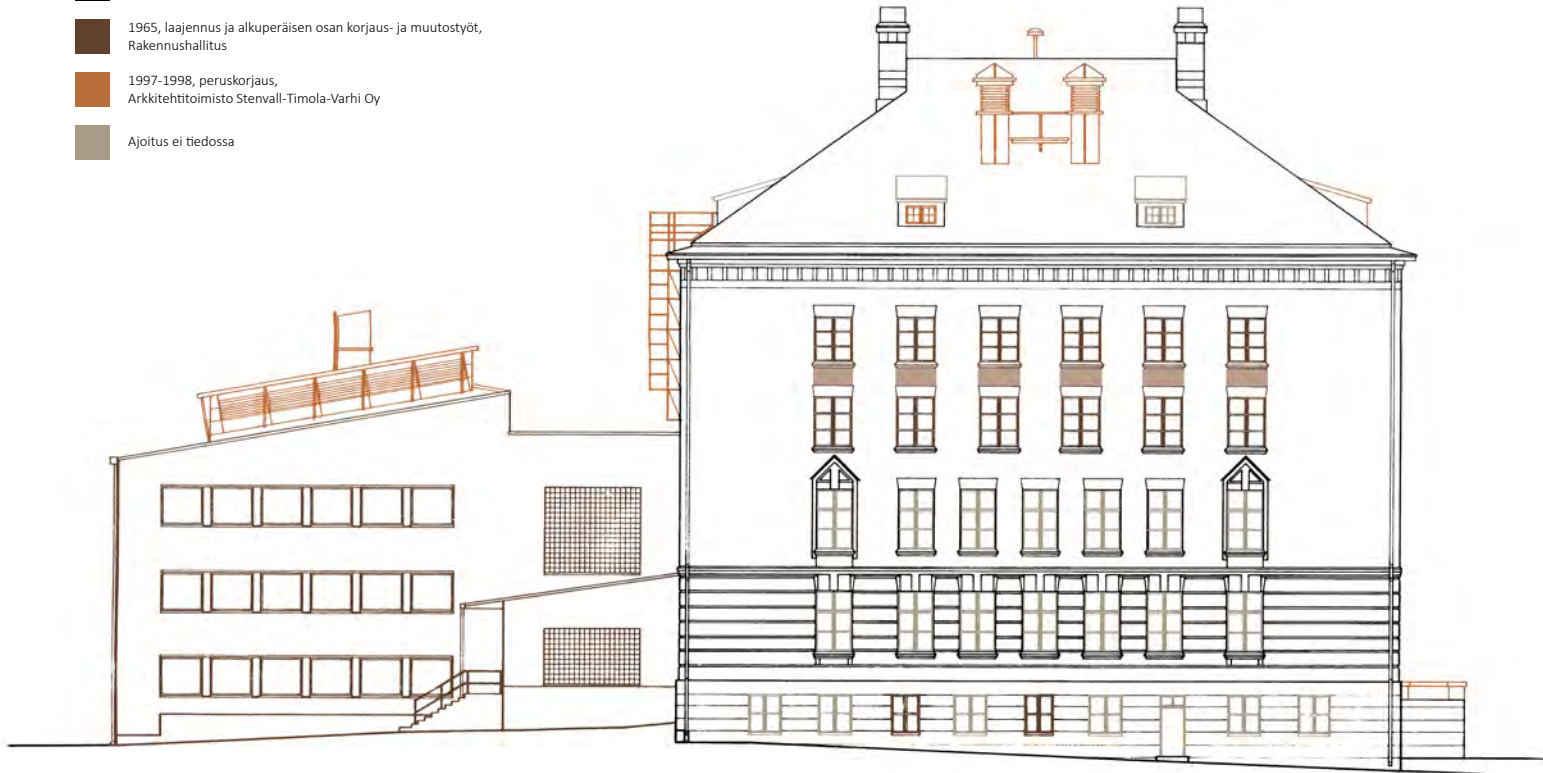 1965, laajennus ja alkuperäisen osan korjaus- ja muutostyöt,
Rakennushallitus
1997-1998, peruskorjaus,
Arkkitehtitoimisto Stenvall-Timola-Varhi Oy
Ajoitus ei tiedossa